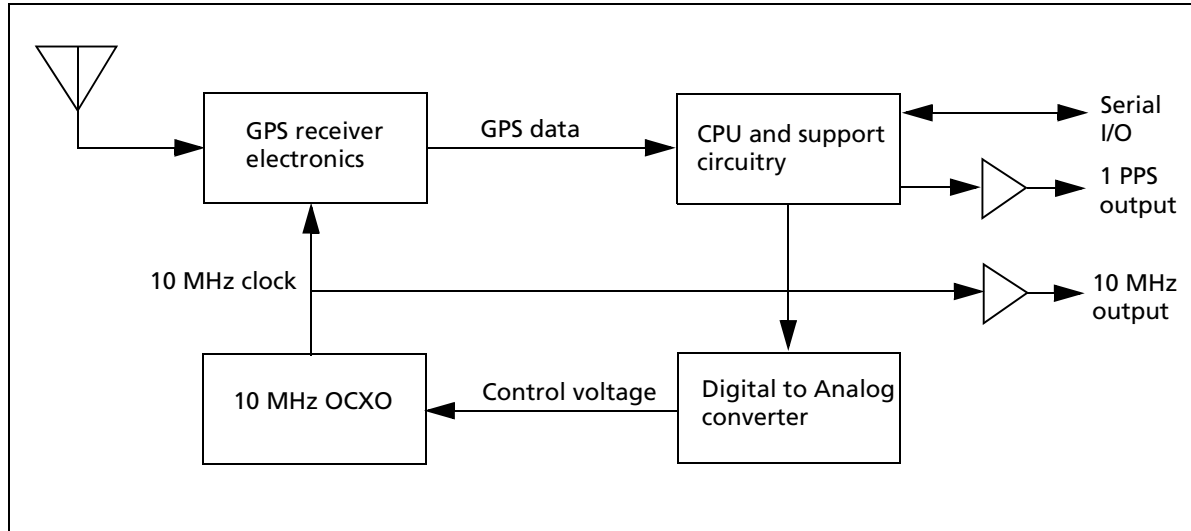 GPS receiver
electronics
GPS data
CPU and support
circuitry
Serial
I/O
1 PPS
output
10 MHz clock
10 MHz
output
10 MHz OCXO
Control voltage
Digital to Analog
converter